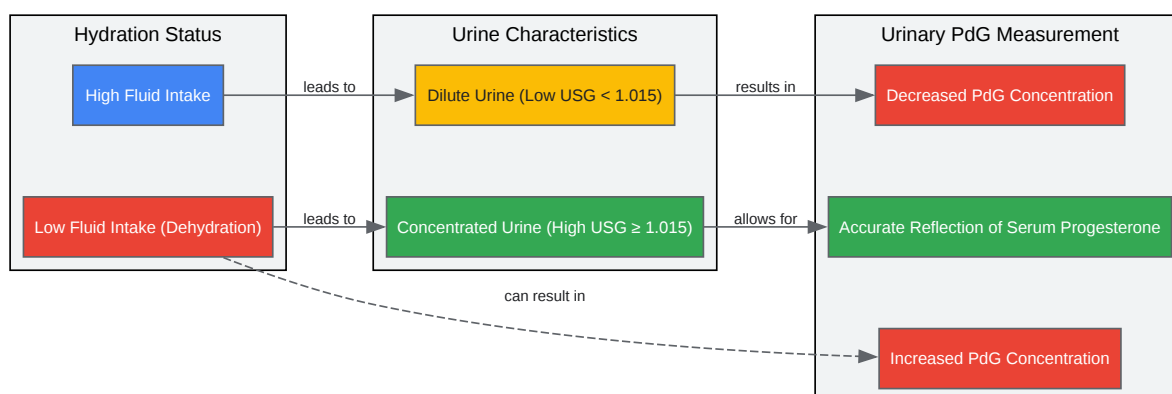 Hydration Status
Urine Characteristics
Urinary PdG Measurement
High Fluid Intake
leads to
Dilute Urine (Low USG < 1.015)
results in
Decreased PdG Concentration
Low Fluid Intake (Dehydration)
leads to
Concentrated Urine (High USG ≥ 1.015)
allows for
Accurate Reflection of Serum Progesterone
can result in
Increased PdG Concentration